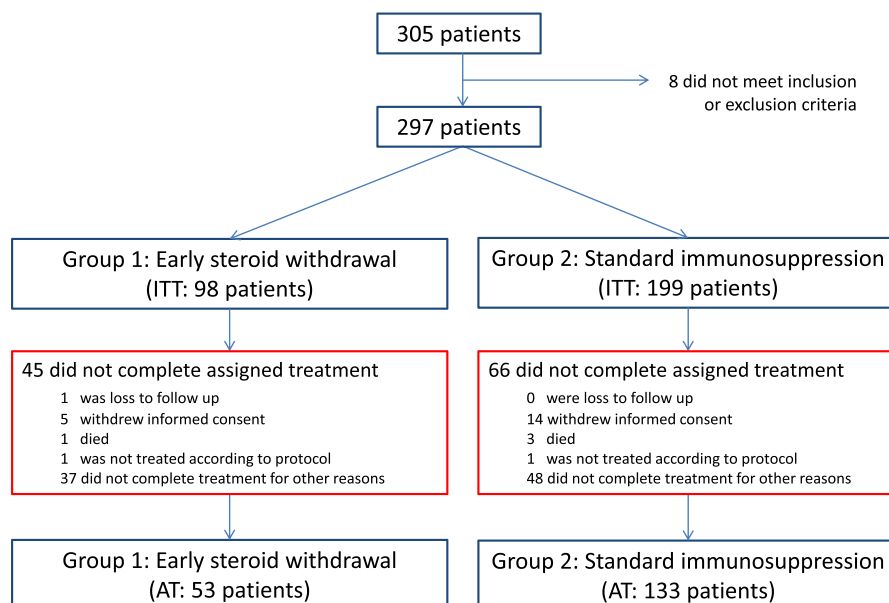 305 patients
8 did not meet inclusion
or exclusion criteria
297 patients
Group 1: Early steroid withdrawal
(ITT: 98 patients)
Group 2: Standard immunosuppression
(ITT: 199 patients)
45 did not complete assigned treatment
1 was loss to follow up
5 withdrew informed consent
1 died
1 was not treated according to protocol
37 did not complete treatment for other reasons
66 did not complete assigned treatment
0 were loss to follow up
14 withdrew informed consent
3 died
1 was not treated according to protocol
48 did not complete treatment for other reasons
Group 1: Early steroid withdrawal
(AT: 53 patients)
Group 2: Standard immunosuppression
(AT: 133 patients)